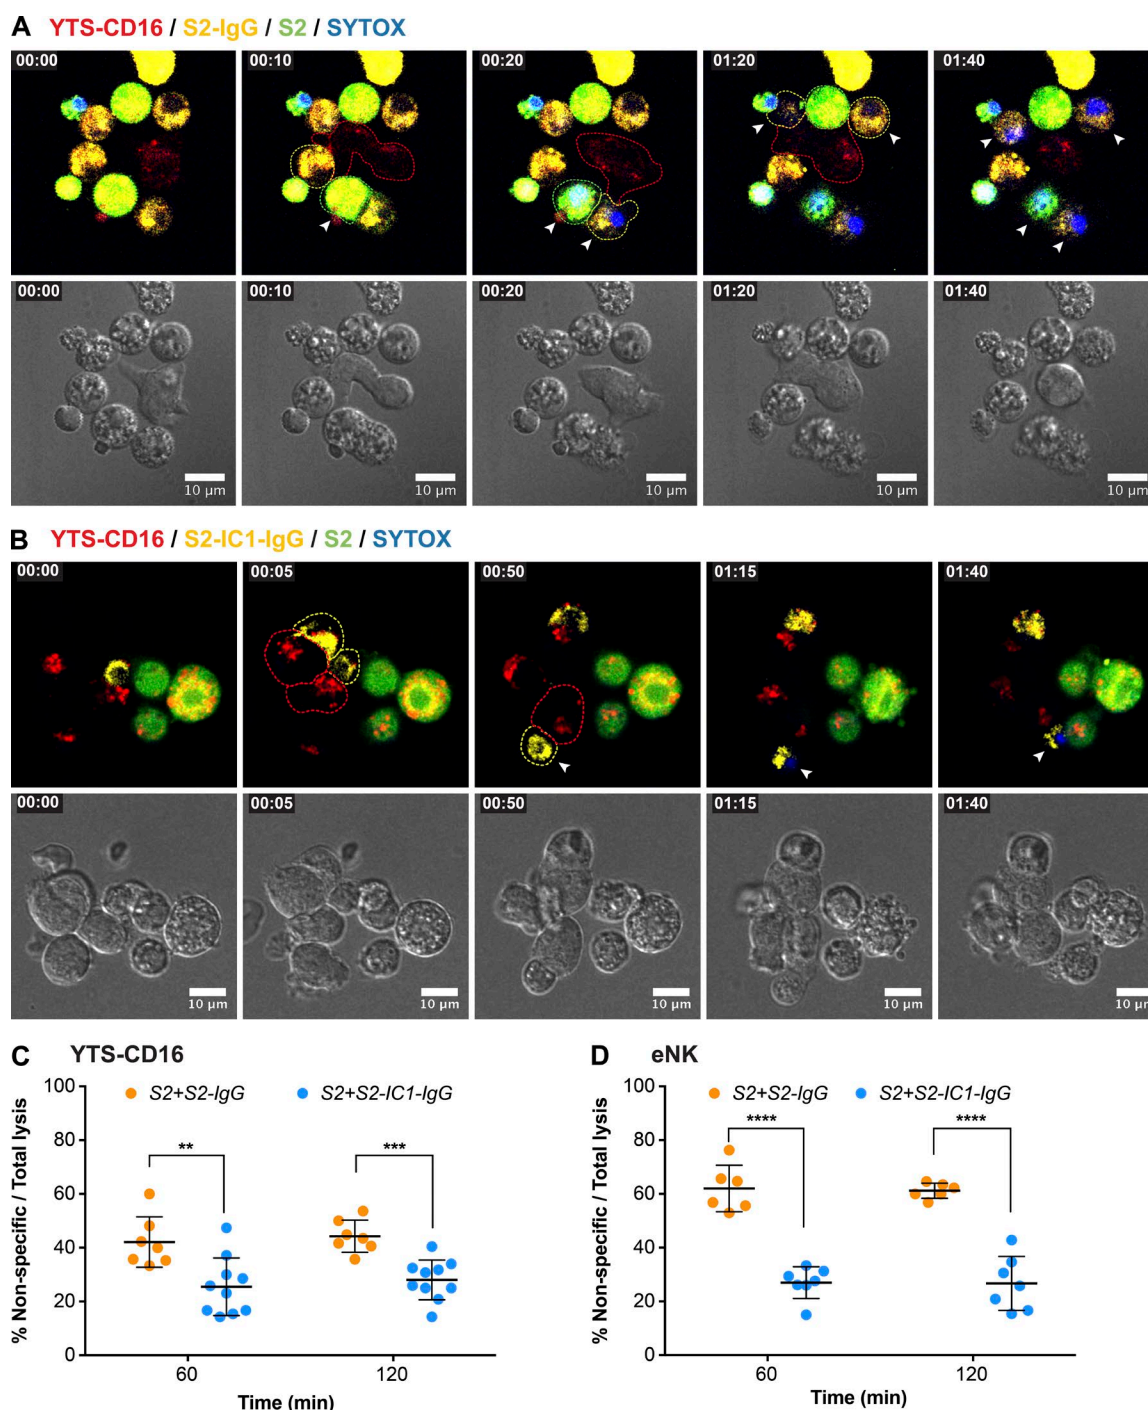 A YTS-CD16 / S2-IgG / S2 / SYTOX
00:00 00:10 00:20 01:20 01:40
00:00 00:10 00:20 01:20 01:40
10 µm 10 µm 10 µm 10 µm 10 µm
B YTS-CD16 / S2-IC1-IgG / S2 / SYTOX
00:00 00:05 00:50 01:15 01:40
00:00 00:05 00:50 01:15 01:40
10 µm 10 µm 10 µm 10 µm 10 µm
C YTS-CD16
% Non-specific / Total lysis
100
80
60
40
20
0
S2+S2-IgG S2+S2-IC1-IgG
** ***
60 120
Time (min)
D eNK
% Non-specific / Total lysis
100
80
60
40
20
0
S2+S2-IgG S2+S2-IC1-IgG
**** ****
60 120
Time (min)